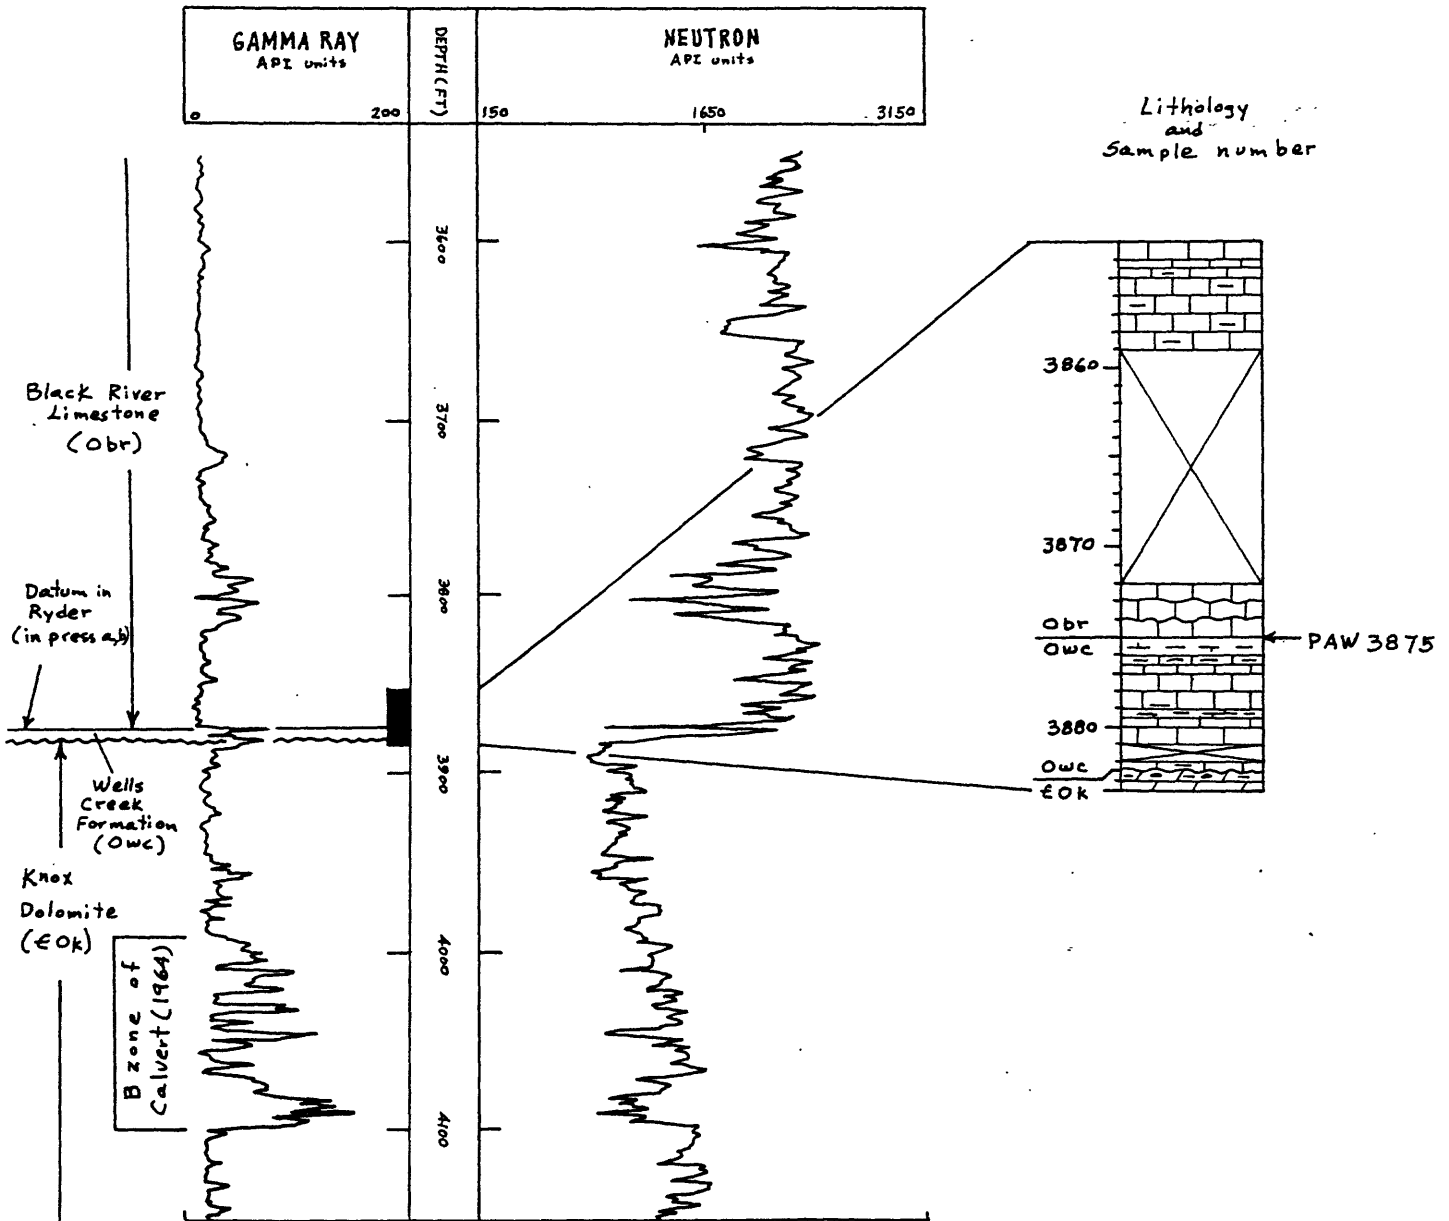 GAMMA RAY
API units
0 200
DEPTH (FT)
NEUTRON
API units
150 1650 3150
Lithology
and
Sample number
3600
3700
3800
3900
4000
4100
Black River
Limestone
(Obr)
Datum in
Ryder
(in press a,b)
Wells
Creek
Formation
(Owc)
Knox
Dolomite
(€Ok)
B zone of
Calvert (1964)
3860
3870
Obr
Owc
PAW 3875
3880
Owc
€Ok